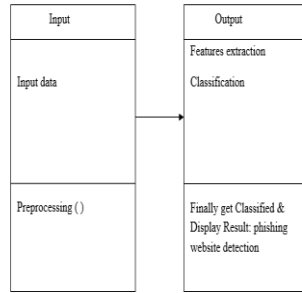 Input
Input data
Preprocessing ( )
Output
Features extraction
Classification
Finally get Classified &
Display Result: phishing
website detection